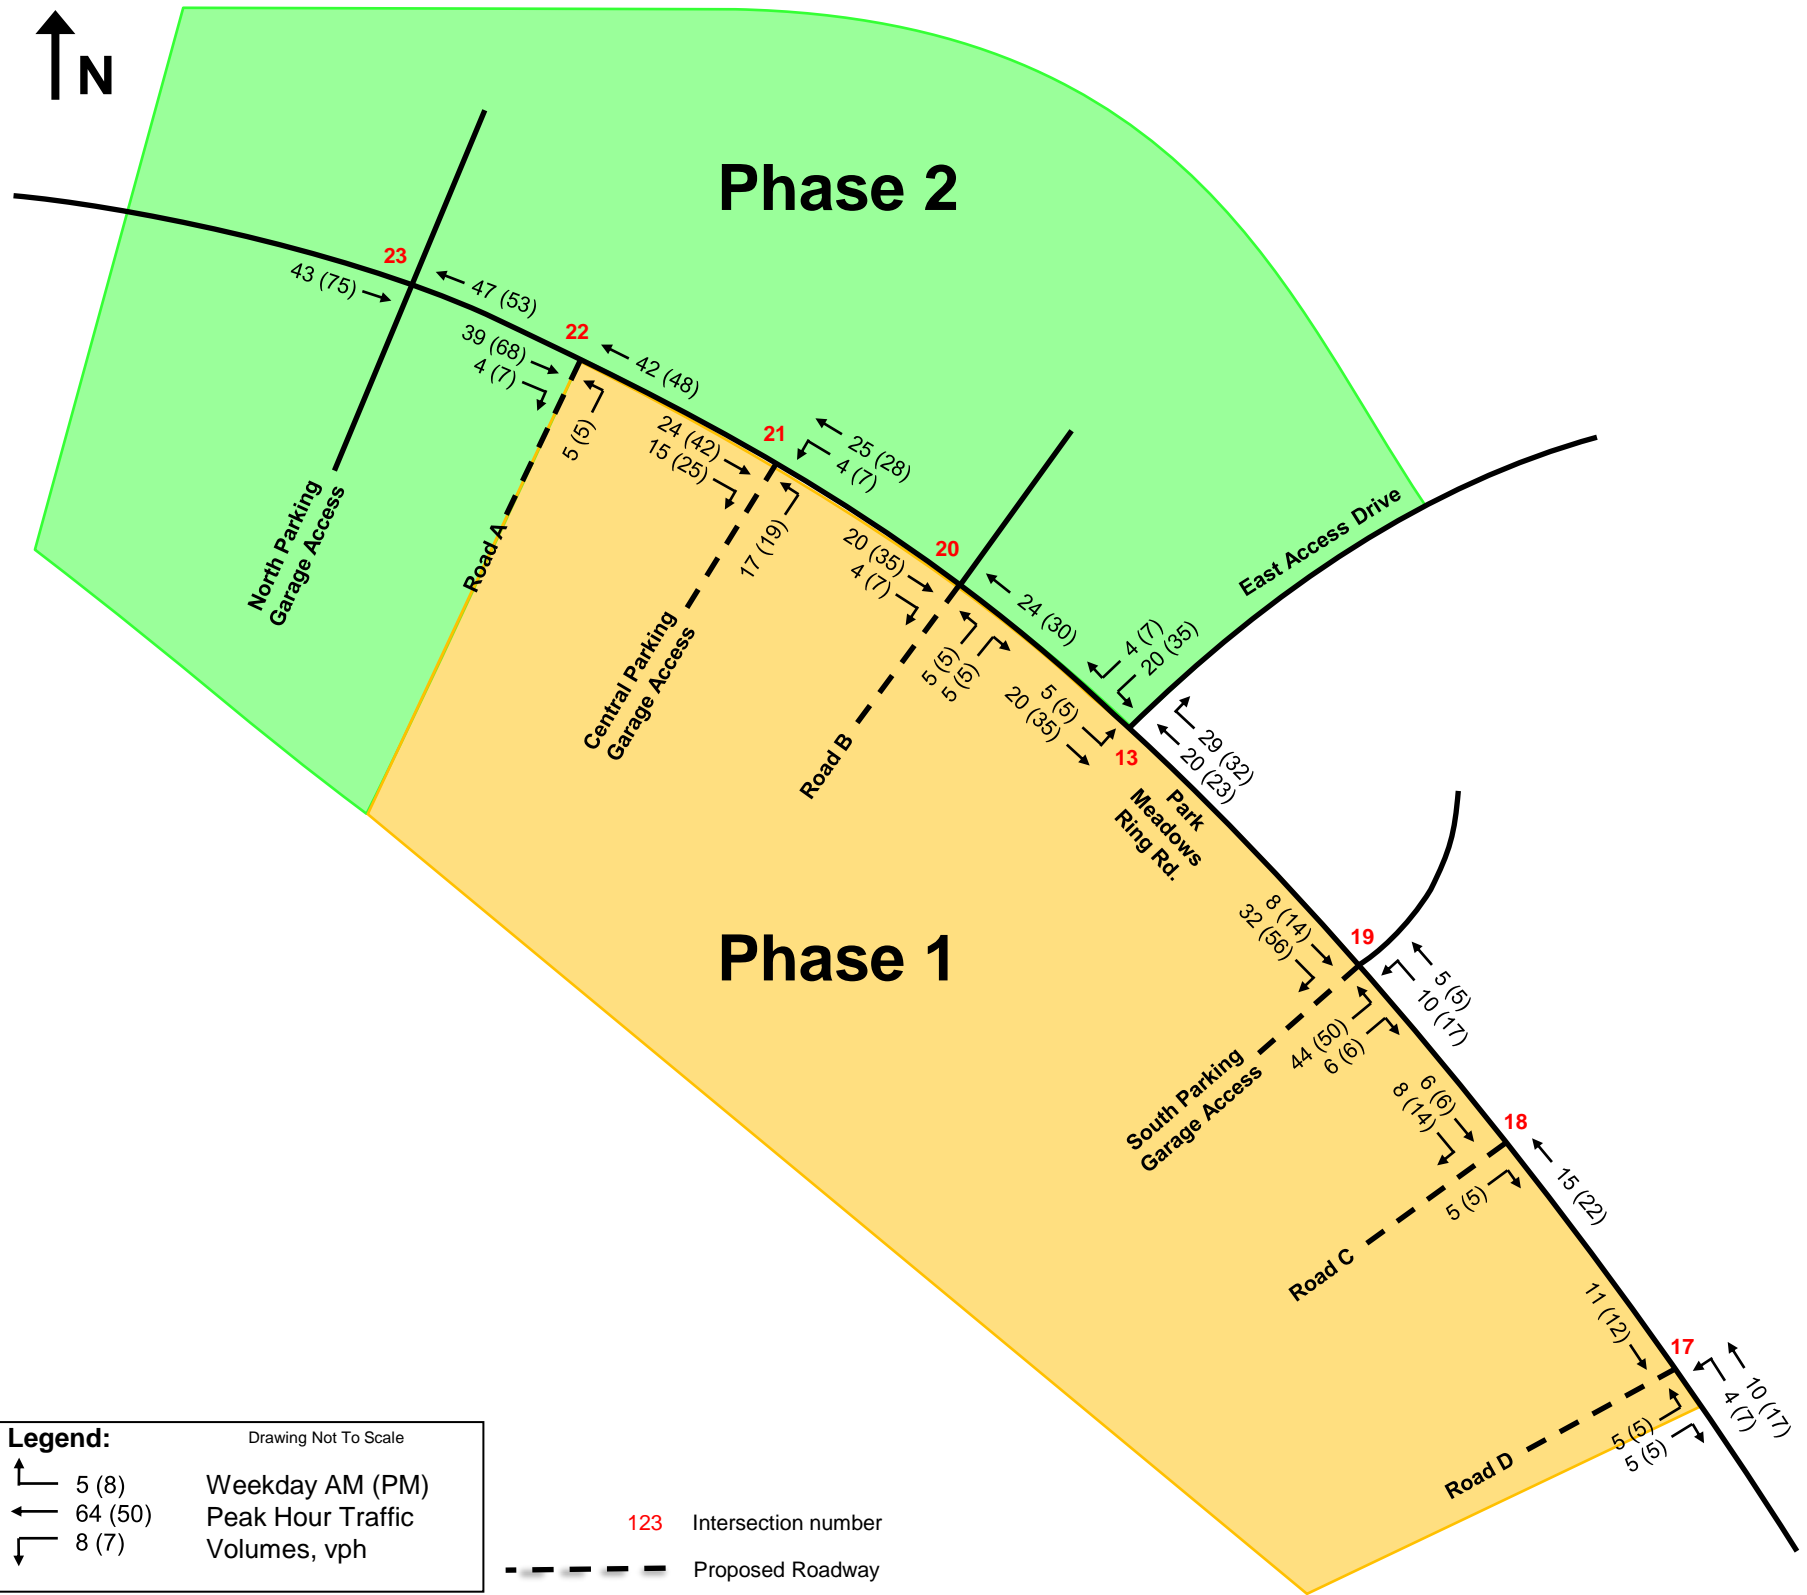 N
Phase 2
23
43 (75)
47 (53)
22
39 (68)
4 (7)
42 (48)
5 (5)
21
24 (42)
15 (25)
25 (28)
4 (7)
17 (19)
North Parking
Garage Access
Road A
20
20 (35)
4 (7)
24 (30)
5 (5)
5 (5)
Central Parking
Garage Access
Road B
East Access Drive
4 (7)
20 (35)
5 (5)
20 (35)
13
29 (32)
20 (23)
Park
Meadows
Ring Rd.
Phase 1
8 (14)
32 (56)
19
5 (5)
10 (17)
44 (50)
6 (6)
South Parking
Garage Access
6 (6)
8 (14)
18
15 (22)
5 (5)
Road C
11 (12)
17
10 (17)
4 (7)
5 (5)
5 (5)
Road D
Legend:
Drawing Not To Scale
5 (8)
64 (50)
8 (7)
Weekday AM (PM)
Peak Hour Traffic
Volumes, vph
123 Intersection number
Proposed Roadway